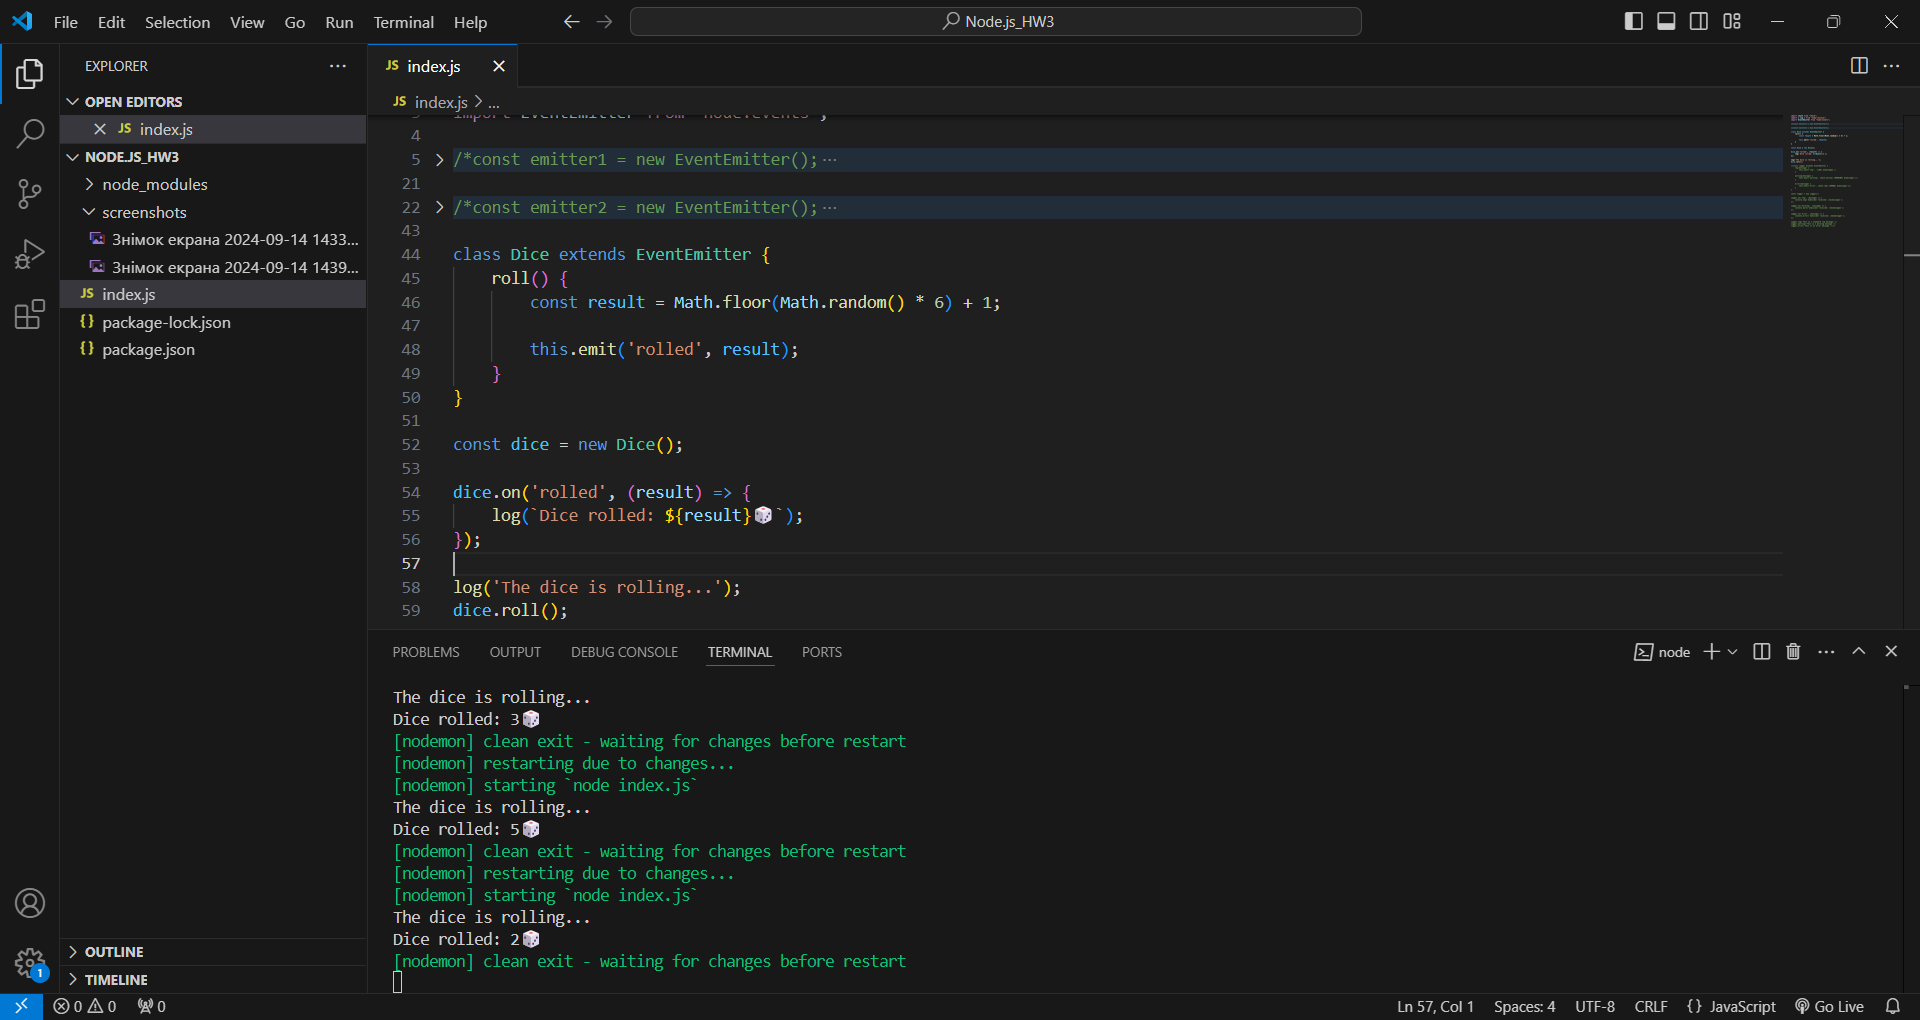 File Edit Selection View Go Run Terminal Help
Node.js_HW3
EXPLORER
OPEN EDITORS
JS index.js
NODE.JS_HW3
node_modules
screenshots
Знімок екрана 2024-09-14 1433...
Знімок екрана 2024-09-14 1439...
JS index.js
{} package-lock.json
{} package.json
OUTLINE
TIMELINE
JS index.js
JS index.js > ...
import EventEmitter from 'node:events';
4
5 /*const emitter1 = new EventEmitter();...
21
22 /*const emitter2 = new EventEmitter();...
43
44 class Dice extends EventEmitter {
45 roll() {
46 const result = Math.floor(Math.random() * 6) + 1;
47
48 this.emit('rolled', result);
49 }
50 }
51
52 const dice = new Dice();
53
54 dice.on('rolled', (result) => {
55 log(`Dice rolled: ${result}🎲`);
56 });
57
58 log('The dice is rolling...');
59 dice.roll();
PROBLEMS OUTPUT DEBUG CONSOLE TERMINAL PORTS
node
The dice is rolling...
Dice rolled: 3🎲
[nodemon] clean exit - waiting for changes before restart
[nodemon] restarting due to changes...
[nodemon] starting `node index.js`
The dice is rolling...
Dice rolled: 5🎲
[nodemon] clean exit - waiting for changes before restart
[nodemon] restarting due to changes...
[nodemon] starting `node index.js`
The dice is rolling...
Dice rolled: 2🎲
[nodemon] clean exit - waiting for changes before restart
1
0 0 0
Ln 57, Col 1 Spaces: 4 UTF-8 CRLF {} JavaScript Go Live